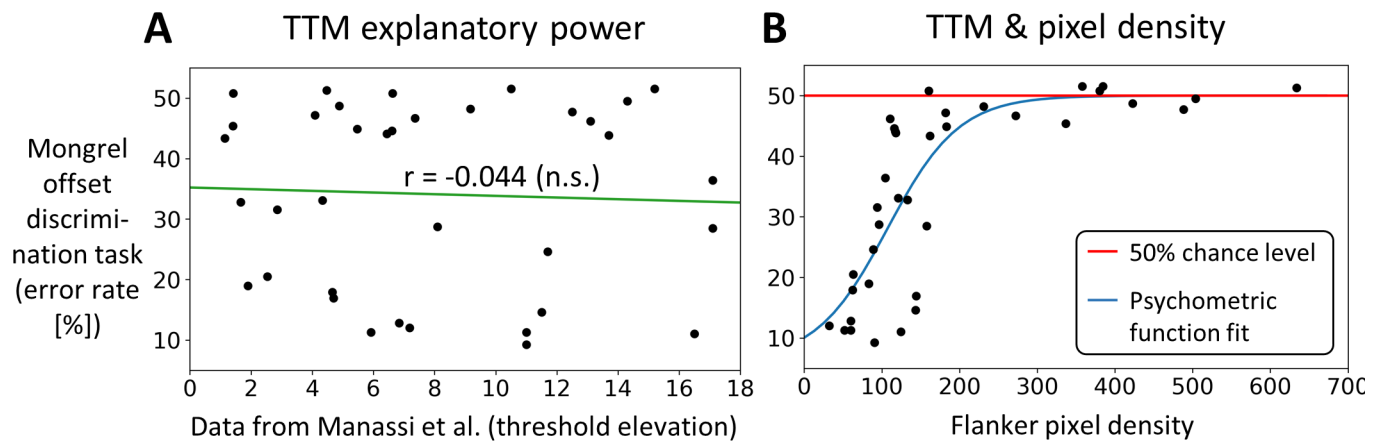 A
TTM explanatory power
Mongrel
offset
discrimi-
nation task
(error rate
[%])
50
40
30
20
10
r = -0.044 (n.s.)
0 2 4 6 8 10 12 14 16 18
Data from Manassi et al. (threshold elevation)
B
TTM & pixel density
50
40
30
20
10
50% chance level
Psychometric
function fit
0 100 200 300 400 500 600 700
Flanker pixel density